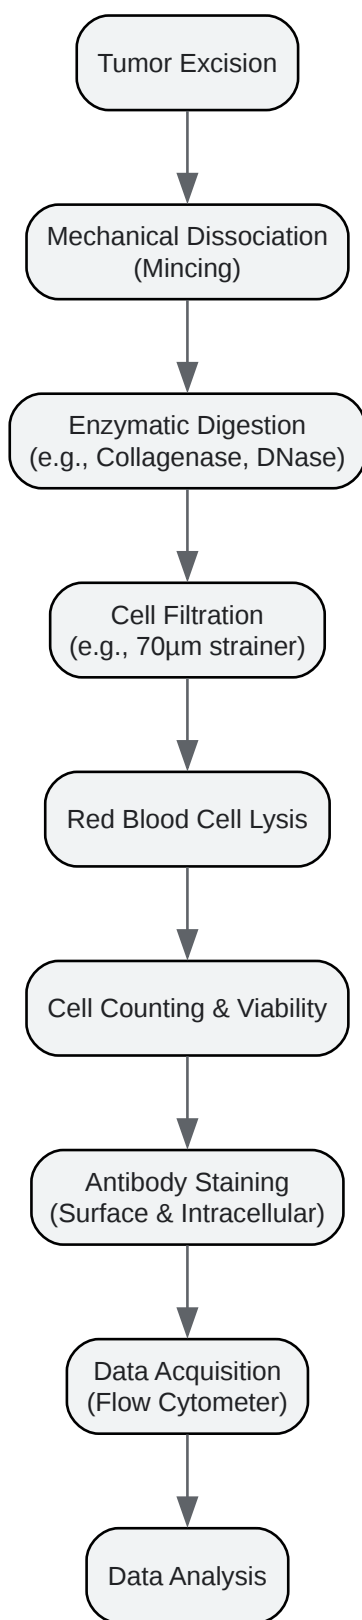 Tumor Excision
Mechanical Dissociation
(Mincing)
Enzymatic Digestion
(e.g., Collagenase, DNase)
Cell Filtration
(e.g., 70µm strainer)
Red Blood Cell Lysis
Cell Counting & Viability
Antibody Staining
(Surface & Intracellular)
Data Acquisition
(Flow Cytometer)
Data Analysis